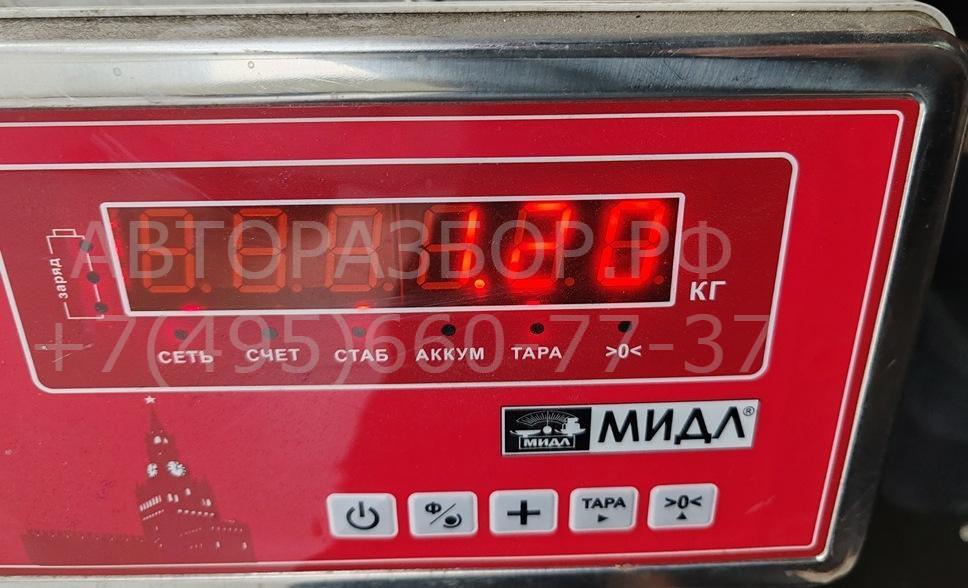 АВТОРАЗБОР.РФ
заряд
1.20
КГ
+7(495)660-77-37
СЕТЬ СЧЕТ СТАБ АККУМ ТАРА >0<
МИДЛ МИДЛ®
Ф/ + ТАРА >0<